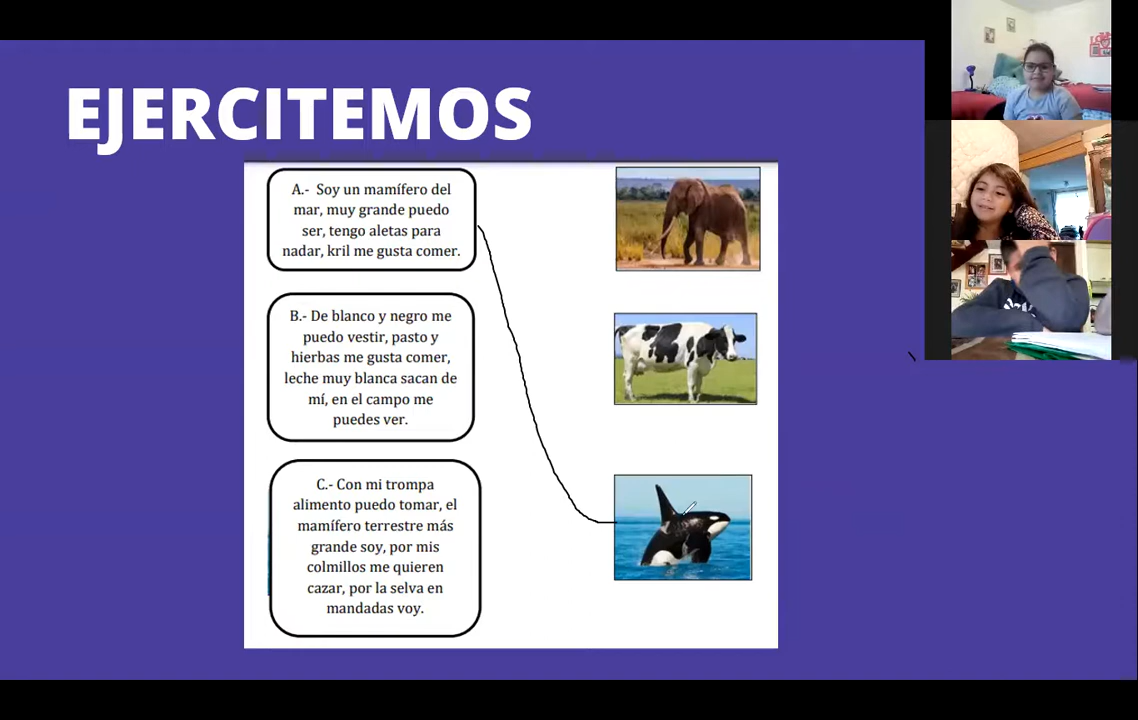 EJERCITEMOS
A.- Soy un mamífero del
mar, muy grande puedo
ser, tengo aletas para
nadar, kril me gusta comer.
B.- De blanco y negro me
puedo vestir, pasto y
hierbas me gusta comer,
leche muy blanca sacan de
mí, en el campo me
puedes ver.
C.- Con mi trompa
alimento puedo tomar, el
mamífero terrestre más
grande soy, por mis
colmillos me quieren
cazar, por la selva en
mandadas voy.